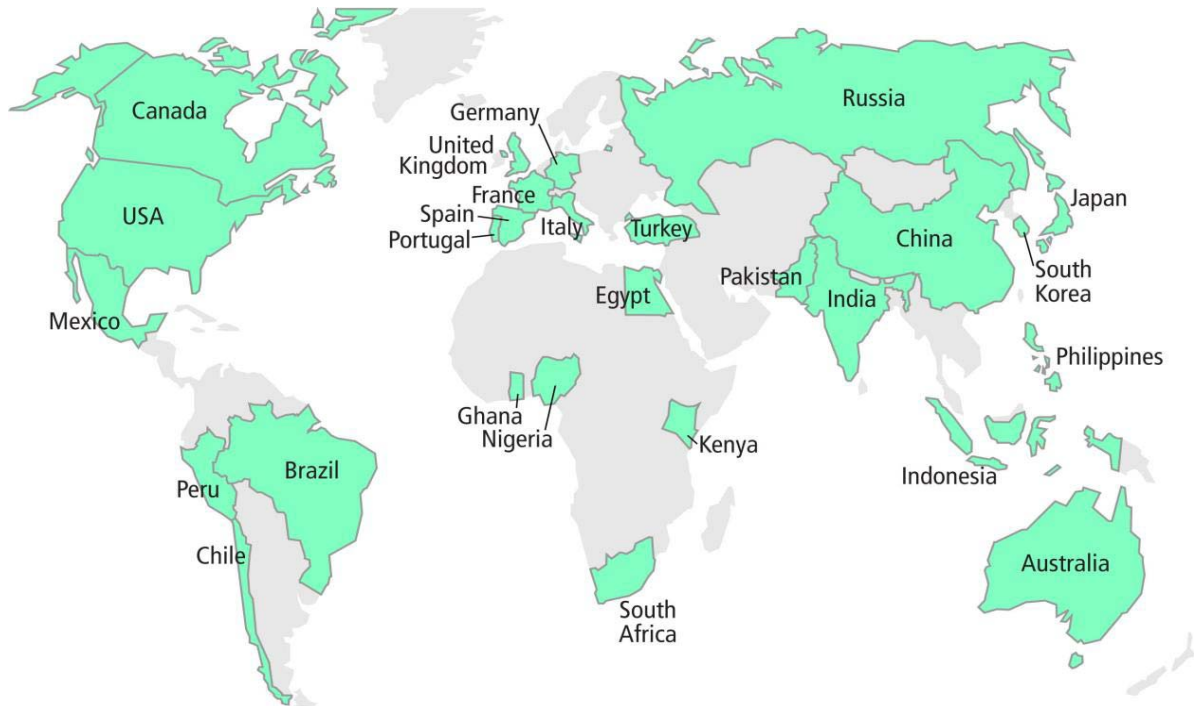 Canada
Russia
Germany
United
Kingdom
France
USA
Japan
Spain
Italy
Turkey
Portugal
China
South
Korea
Pakistan
Egypt
India
Mexico
Philippines
Ghana
Nigeria
Kenya
Brazil
Indonesia
Peru
Chile
Australia
South
Africa